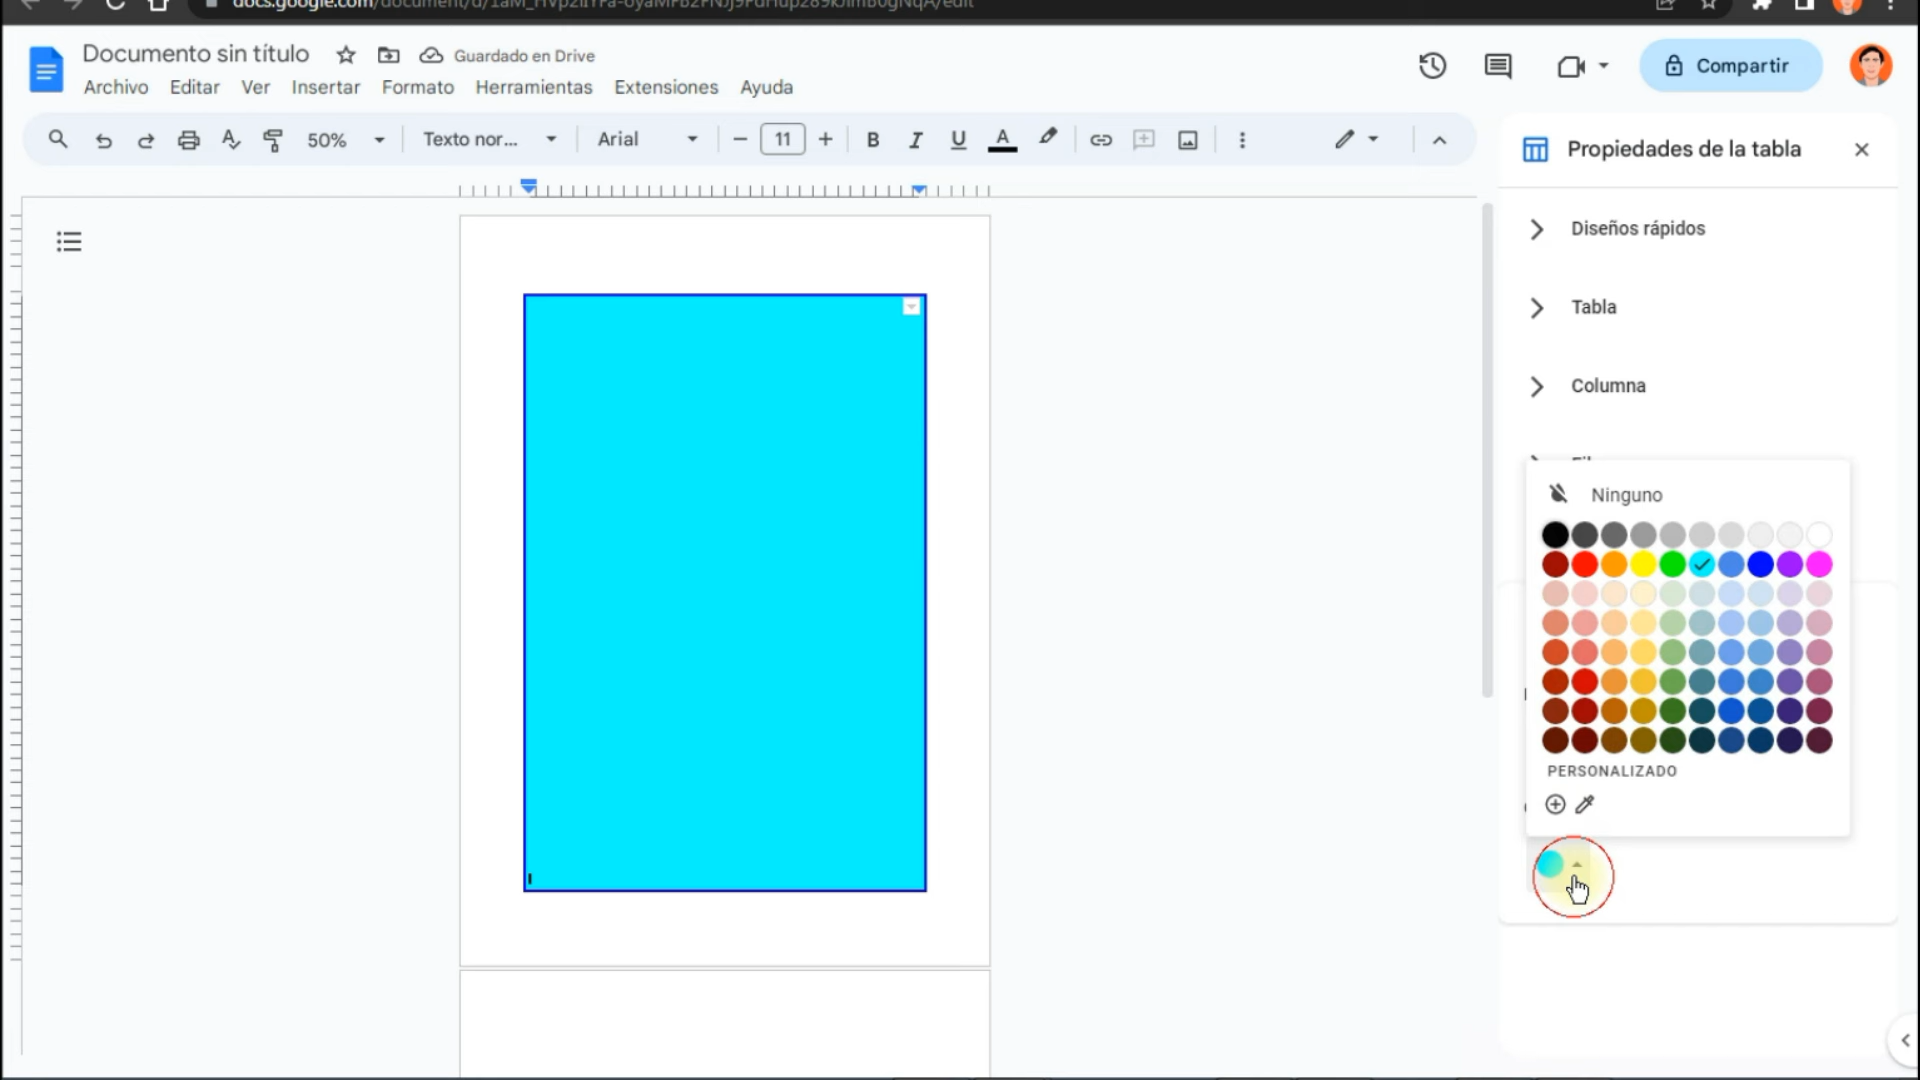 Documento sin título
Guardado en Drive
Archivo Editar Ver Insertar Formato Herramientas Extensiones Ayuda
Compartir
50% Texto nor... Arial 11 B I U A
Propiedades de la tabla
Diseños rápidos
Tabla
Columna
Ninguno
PERSONALIZADO